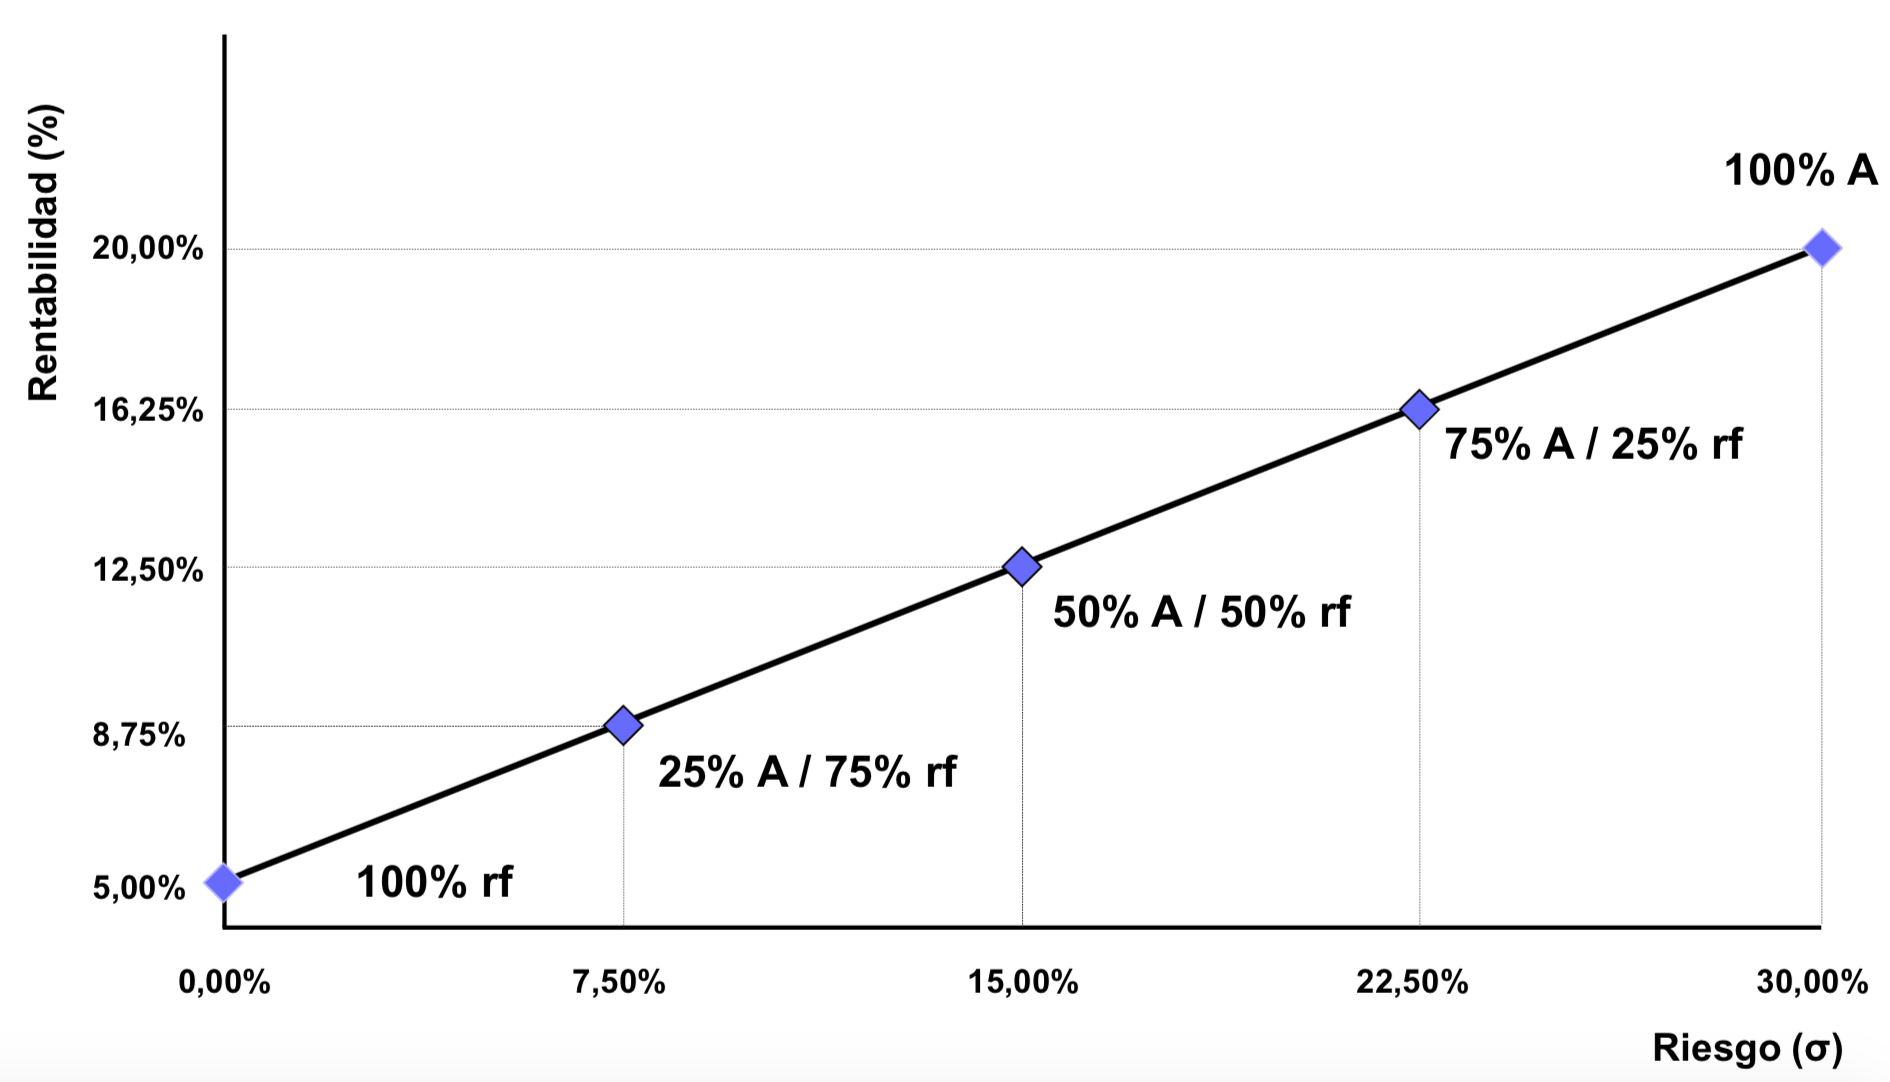 Rentabilidad (%)
100% A
20,00%
16,25%
75% A / 25% rf
12,50%
50% A / 50% rf
8,75%
25% A / 75% rf
5,00%
100% rf
0,00%
7,50%
15,00%
22,50%
30,00%
Riesgo (σ)